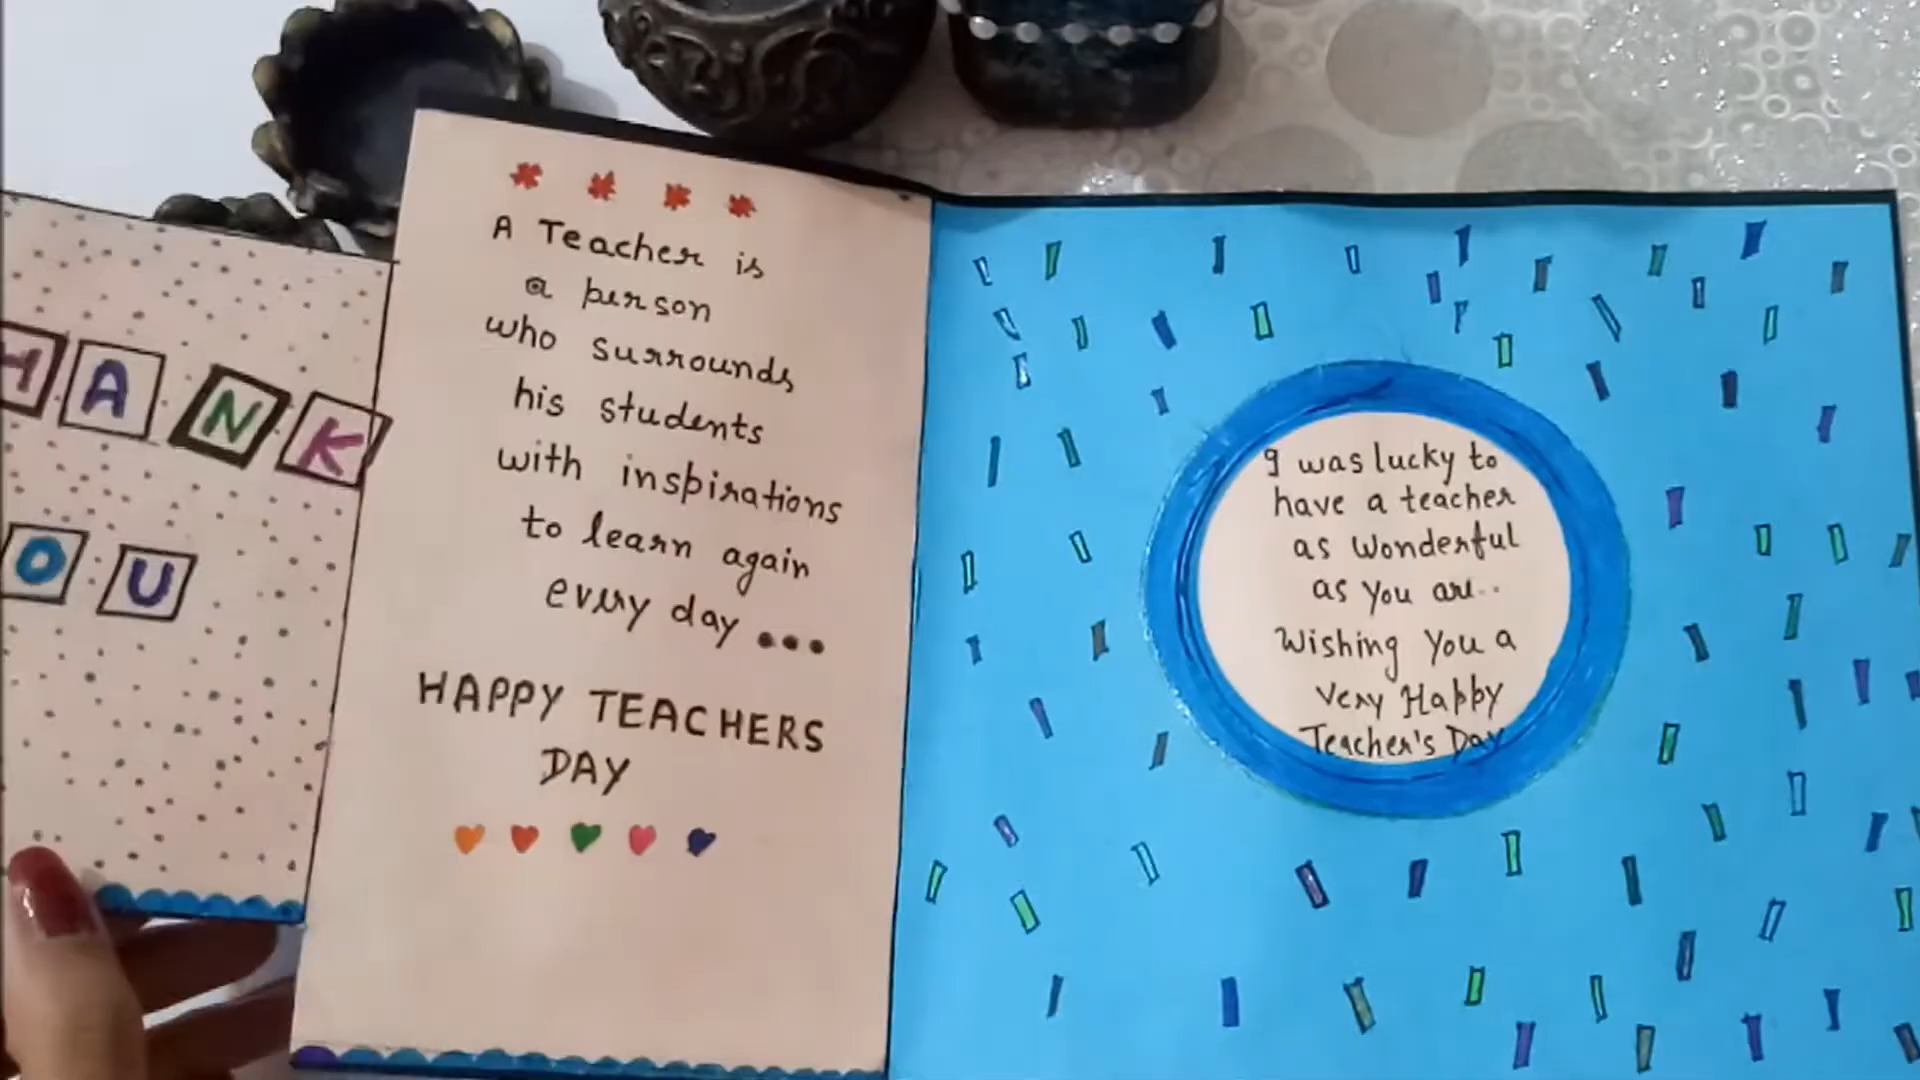 HANK
OU
A Teacher is
a person
who surrounds
his students
with inspirations
to learn again
every day...
HAPPY TEACHERS
DAY
I was lucky to
have a teacher
as wonderful
as you are..
Wishing you a
very Happy
Teacher's Day